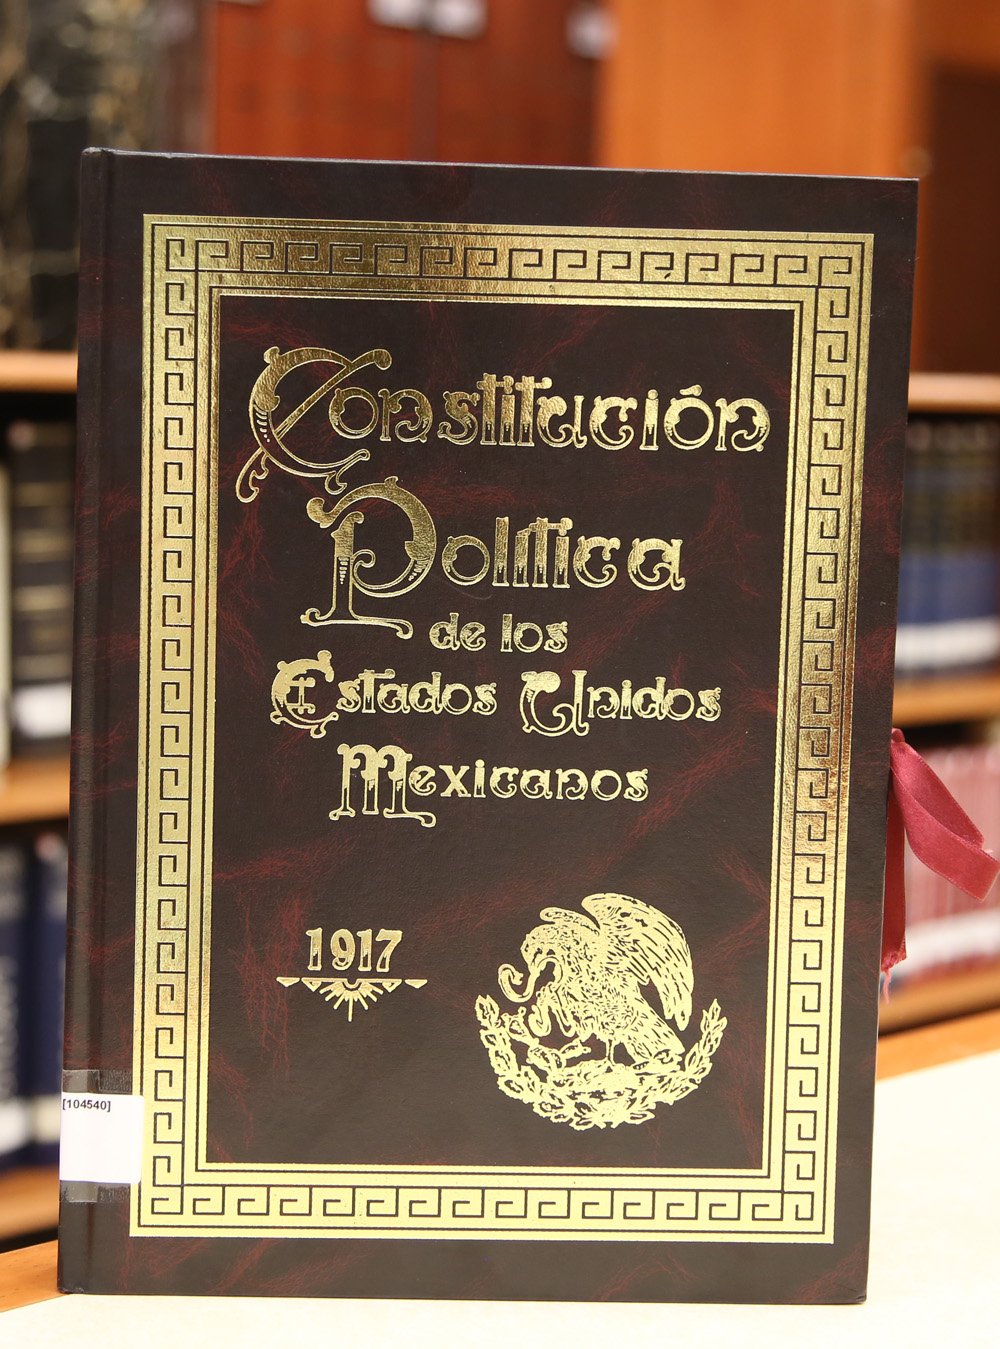 Constitución
Política
de los
Estados Unidos
Mexicanos
1917
[104540]